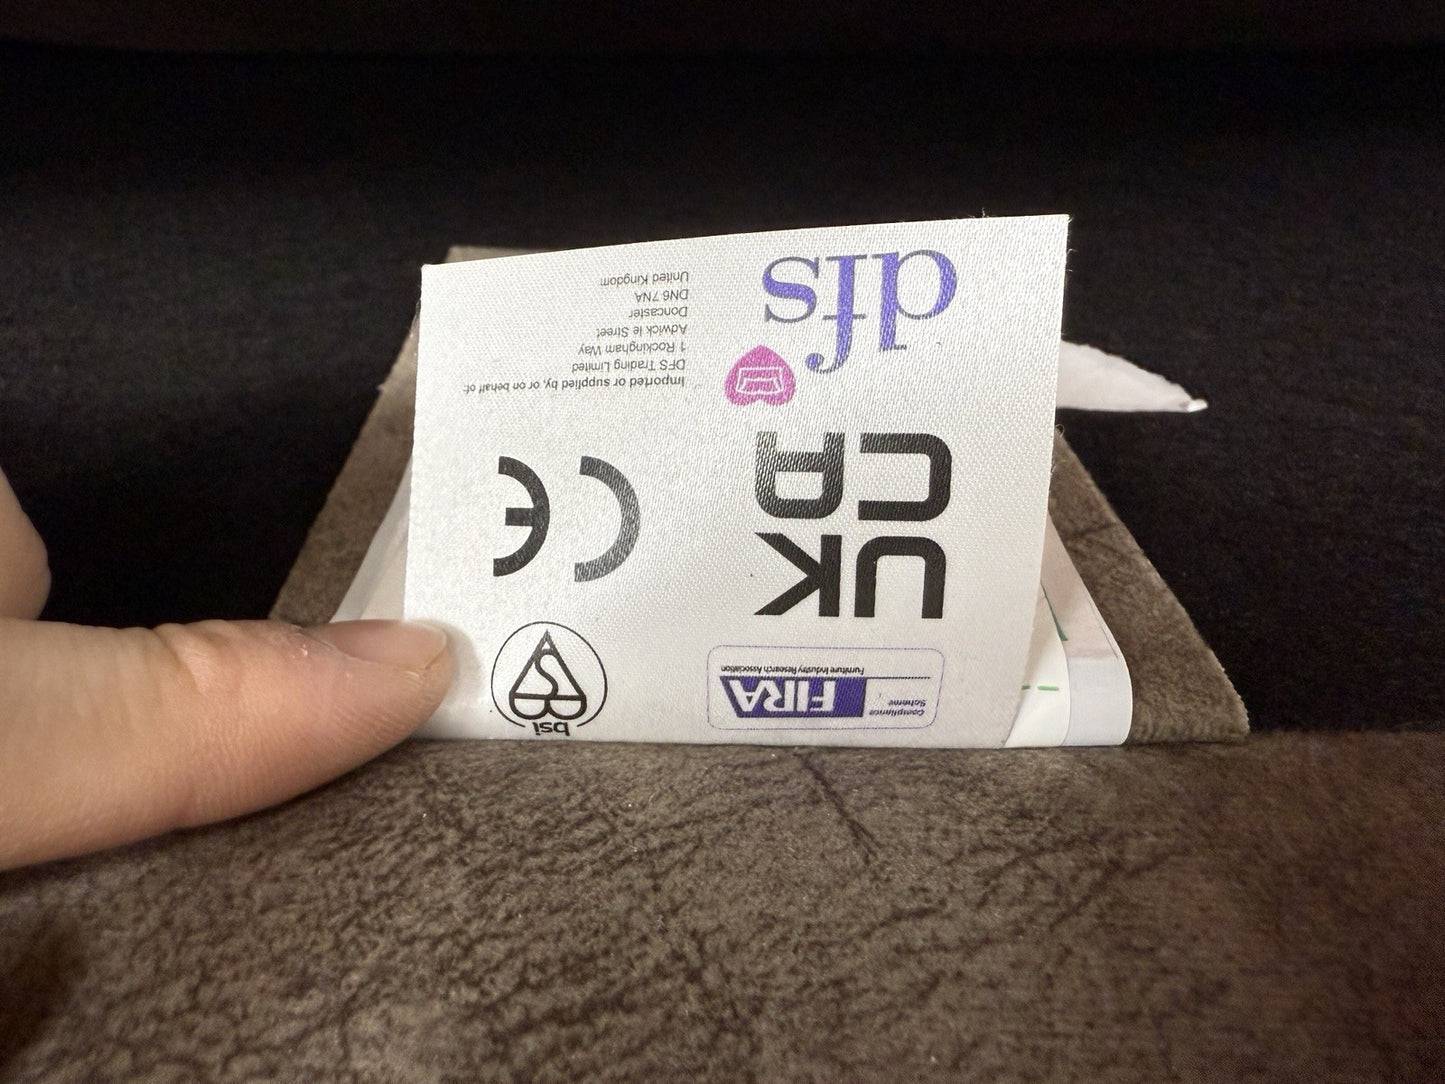 bsi
Compliance
Scheme
FIRA
Furniture Industry Research Association
CE
UK
CA
Imported or supplied by, or on behalf of:
DFS Trading Limited
1 Rockingham Way
Adwick le Street
Doncaster
DN6 7NA
United Kingdom
dfs